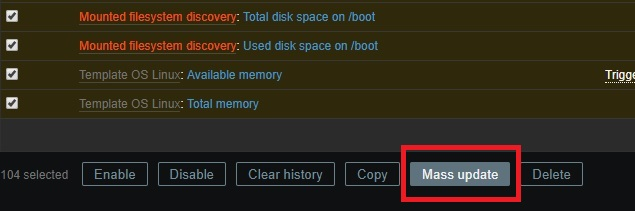 Mounted filesystem discovery: Total disk space on /boot
Mounted filesystem discovery: Used disk space on /boot
Template OS Linux: Available memory Trigge
Template OS Linux: Total memory
104 selected Enable Disable Clear history Copy Mass update Delete